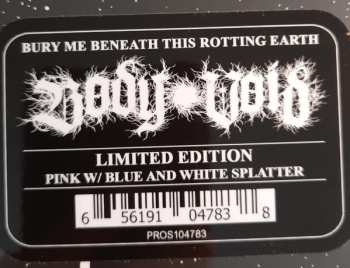 BURY ME BENEATH THIS ROTTING EARTH
Body Void
LIMITED EDITION
PINK W/ BLUE AND WHITE SPLATTER
6 56191 04783 8
PROS104783